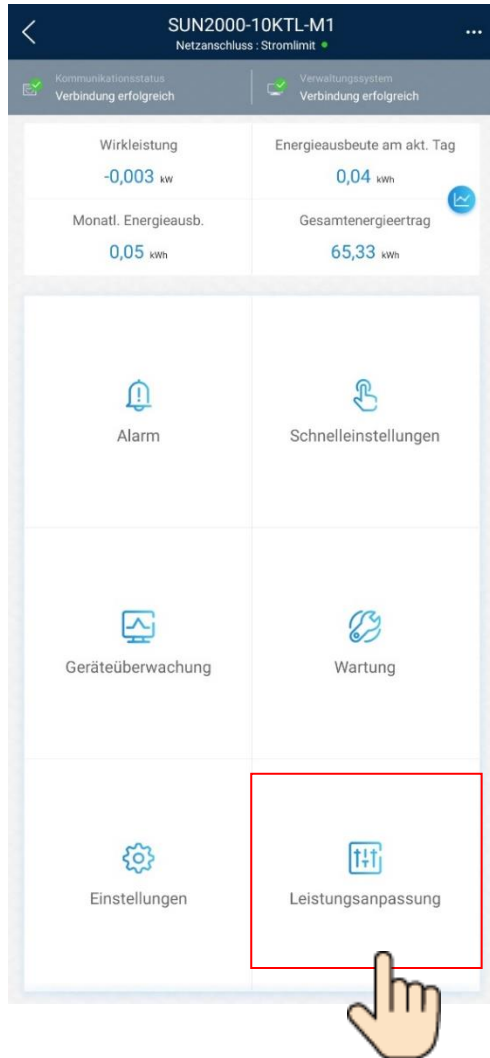 SUN2000-10KTL-M1
Netzanschluss : Stromlimit
Kommunikationsstatus
Verbindung erfolgreich
Verwaltungssystem
Verbindung erfolgreich
Wirkleistung
-0,003 kW
Energieausbeute am akt. Tag
0,04 kWh
Monatl. Energieausb.
0,05 kWh
Gesamtenergieertrag
65,33 kWh
Alarm
Schnelleinstellungen
Geräteüberwachung
Wartung
Einstellungen
Leistungsanpassung